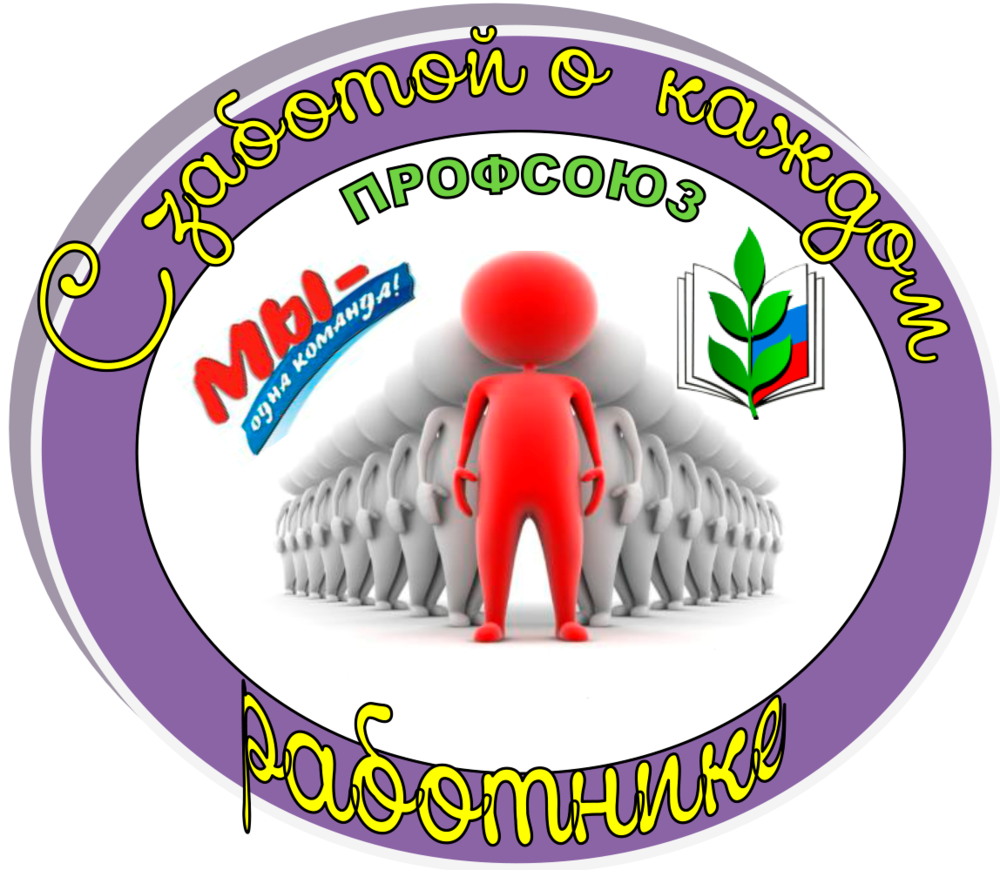 С заботой о каждом
ПРОФСОЮЗ
МЫ-
одна команда!
работнике